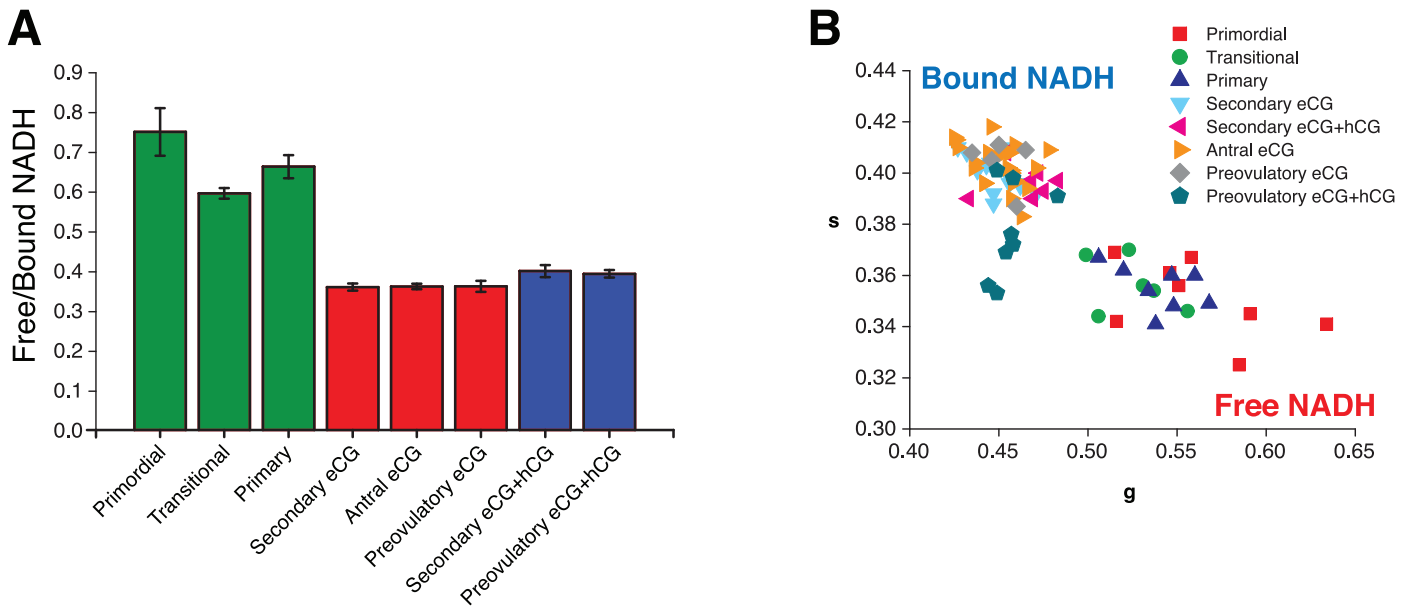 A
Free/Bound NADH
0.9
0.8
0.7
0.6
0.5
0.4
0.3
0.2
0.1
0.0
Primordial
Transitional
Primary
Secondary eCG
Antral eCG
Preovulatory eCG
Secondary eCG+hCG
Preovulatory eCG+hCG
B
Primordial
Transitional
Primary
Secondary eCG
Secondary eCG+hCG
Antral eCG
Preovulatory eCG
Preovulatory eCG+hCG
Bound NADH
Free NADH
s
0.44
0.42
0.40
0.38
0.36
0.34
0.32
0.30
0.40 0.45 0.50 0.55 0.60 0.65
g